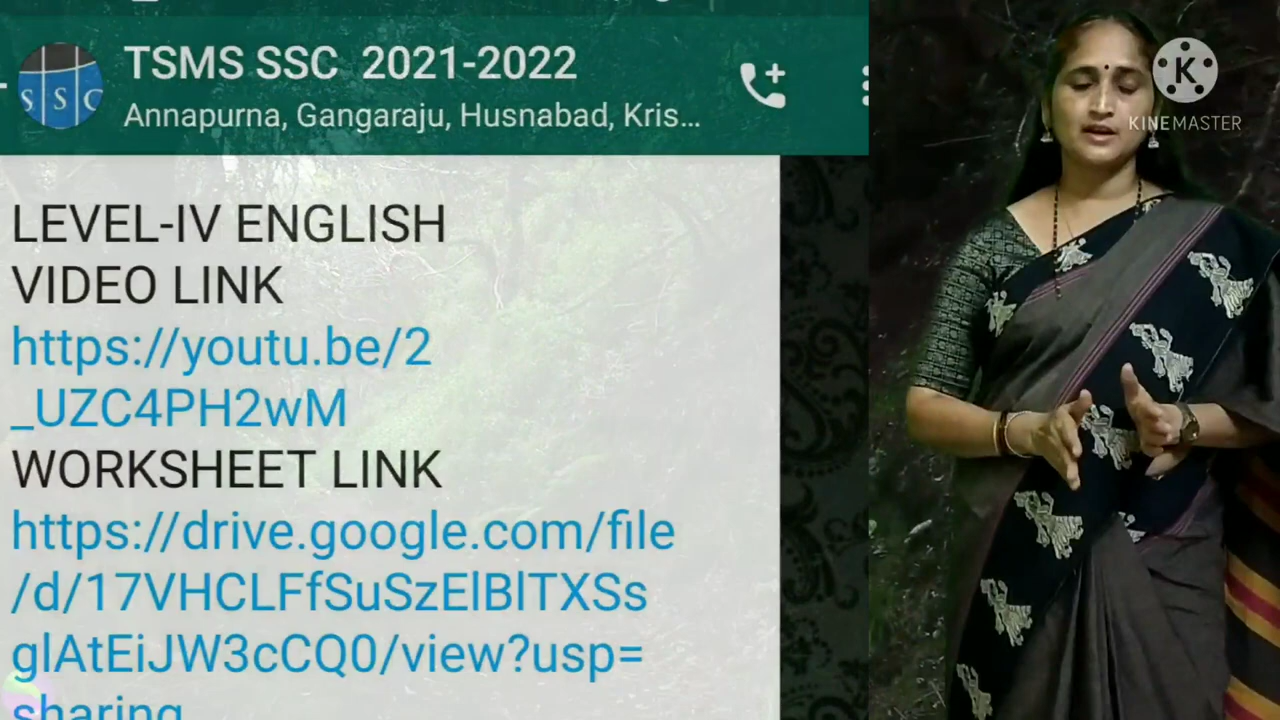 TSMS SSC 2021-2022
Annapurna, Gangaraju, Husnabad, Kris...
SSC
LEVEL-IV ENGLISH
VIDEO LINK
https://youtu.be/2
_UZC4PH2wM
WORKSHEET LINK
https://drive.google.com/file
/d/17VHCLFfSuSzElBlTXSs
glAtEiJW3cCQ0/view?usp=
sharing
K
KINEMASTER